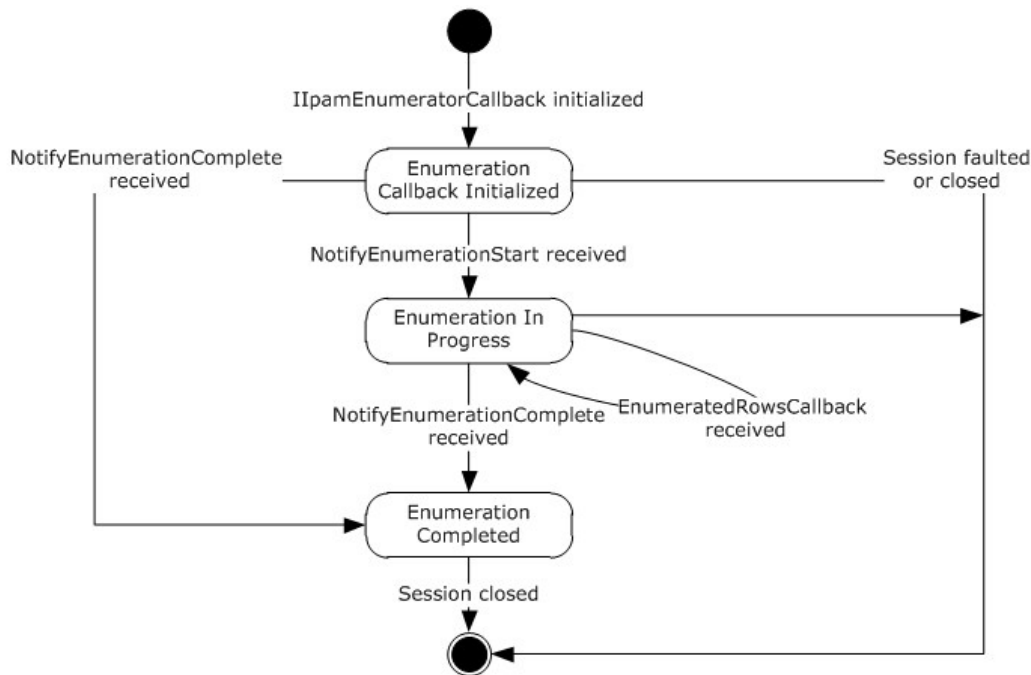 IIpamEnumeratorCallback initialized
NotifyEnumerationComplete
received
Enumeration
Callback Initialized
Session faulted
or closed
NotifyEnumerationStart received
Enumeration In
Progress
NotifyEnumerationComplete
received
EnumeratedRowsCallback
received
Enumeration
Completed
Session closed